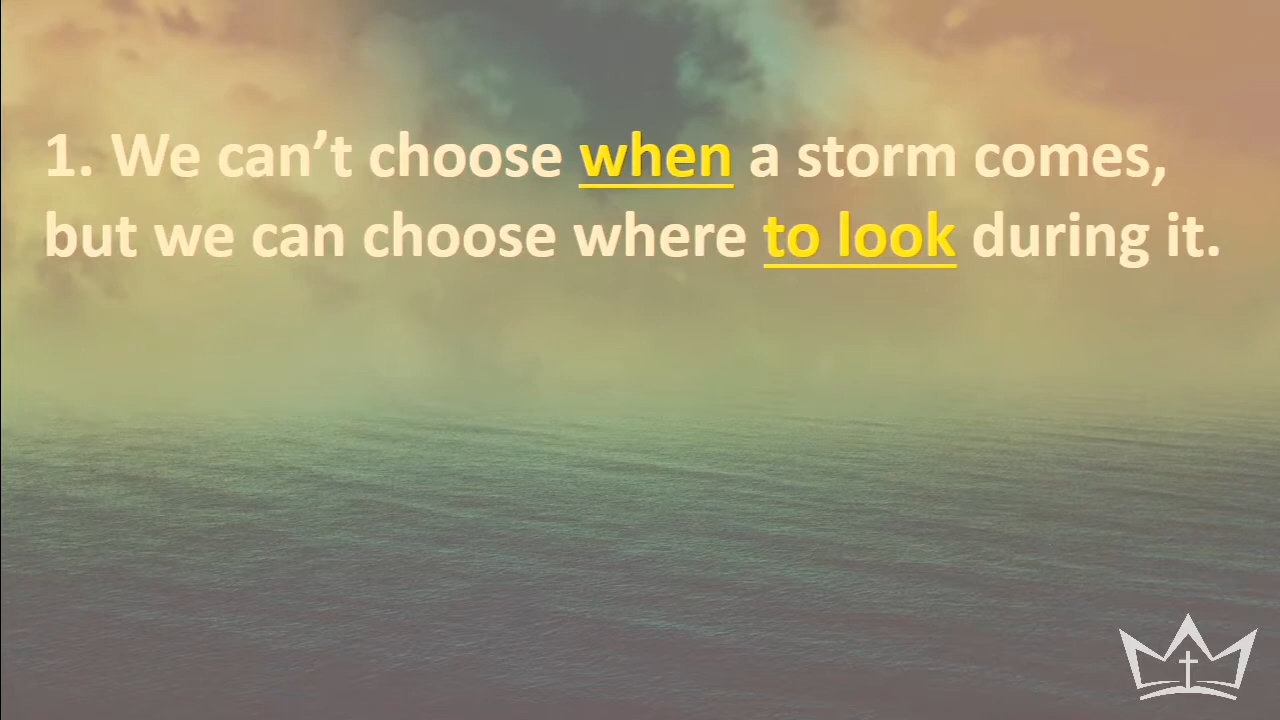 1. We can’t choose when a storm comes,
but we can choose where to look during it.